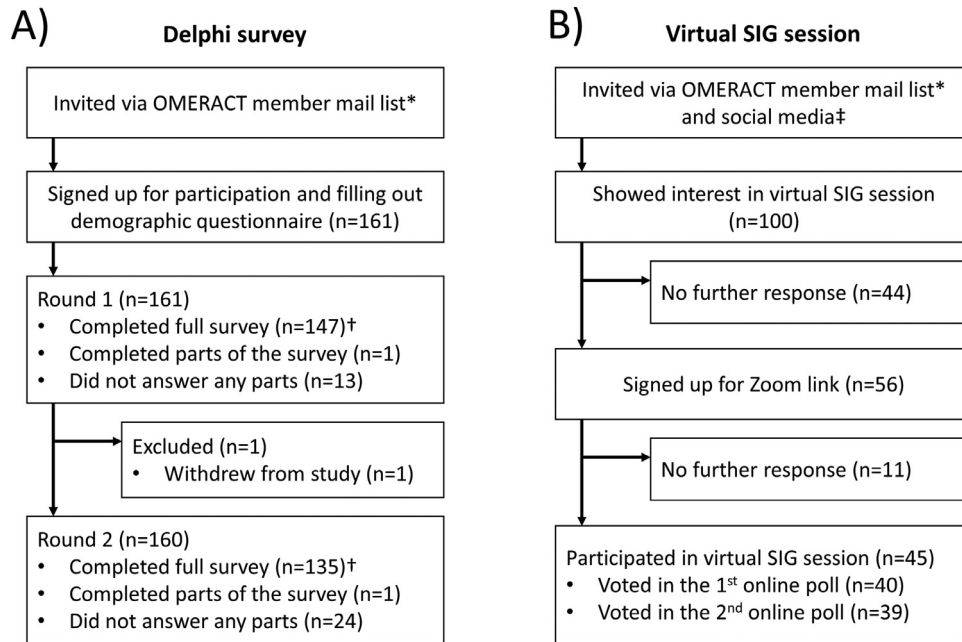 A)
Delphi survey
Invited via OMERACT member mail list*
Signed up for participation and filling out
demographic questionnaire (n=161)
Round 1 (n=161)
• Completed full survey (n=147)†
• Completed parts of the survey (n=1)
• Did not answer any parts (n=13)
Excluded (n=1)
• Withdrew from study (n=1)
Round 2 (n=160)
• Completed full survey (n=135)†
• Completed parts of the survey (n=1)
• Did not answer any parts (n=24)
B)
Virtual SIG session
Invited via OMERACT member mail list*
and social media‡
Showed interest in virtual SIG session
(n=100)
No further response (n=44)
Signed up for Zoom link (n=56)
No further response (n=11)
Participated in virtual SIG session (n=45)
• Voted in the 1st online poll (n=40)
• Voted in the 2nd online poll (n=39)